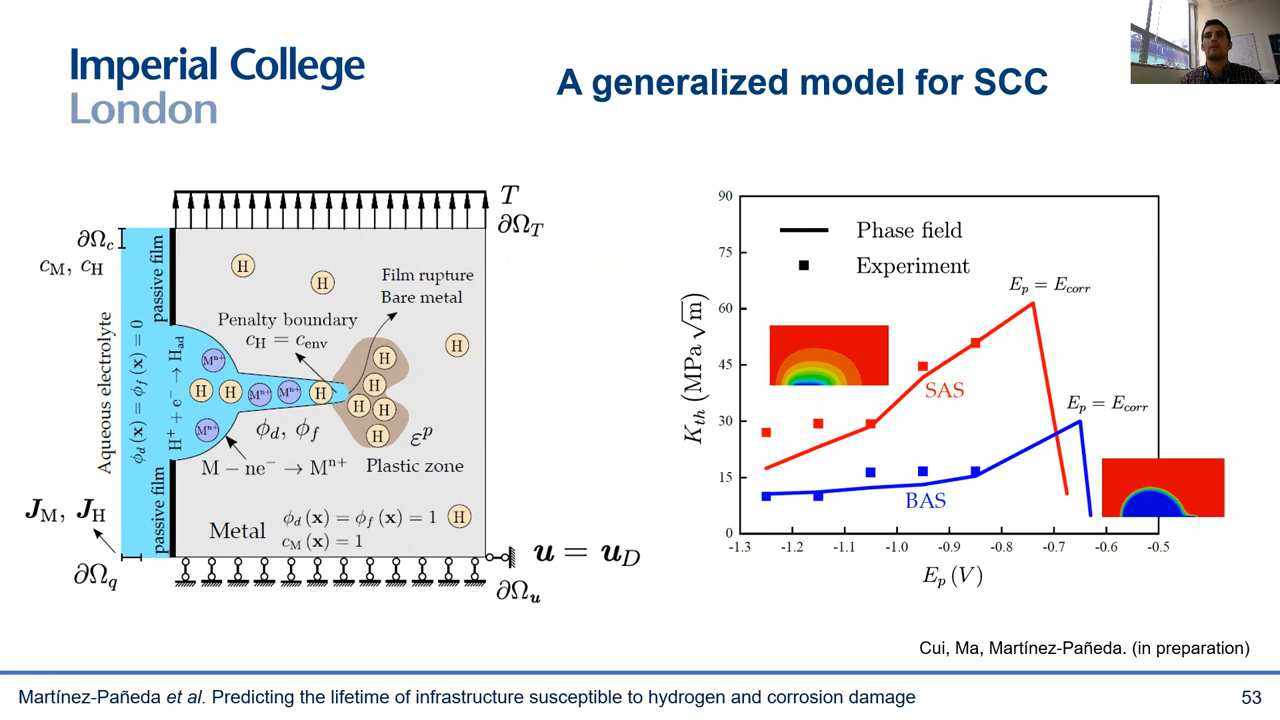 Imperial College
London
A generalized model for SCC
T
∂Ω_T
∂Ω_c
c_M, c_H
passive film
Aqueous electrolyte
ϕ_d (x) = ϕ_f (x) = 0
H⁺ + e⁻ → H_ad
H
H
Film rupture
Bare metal
Penalty boundary
c_H = c_env
H
H
Mⁿ⁺
H
H
Mⁿ⁺
Mⁿ⁺
H
H
H
H
Mⁿ⁺
H
ϕ_d, ϕ_f
ε^p
M − ne⁻ → Mⁿ⁺
Plastic zone
passive film
J_M, J_H
Metal
ϕ_d (x) = ϕ_f (x) = 1
c_M (x) = 1
H
u = u_D
∂Ω_q
∂Ω_u
90
75
60
45
30
15
0
K_th (MPa√m)
Phase field
Experiment
E_p = E_corr
SAS
E_p = E_corr
BAS
-1.3 -1.2 -1.1 -1.0 -0.9 -0.8 -0.7 -0.6 -0.5
E_p (V)
Cui, Ma, Martínez-Pañeda. (in preparation)
Martínez-Pañeda et al. Predicting the lifetime of infrastructure susceptible to hydrogen and corrosion damage
53